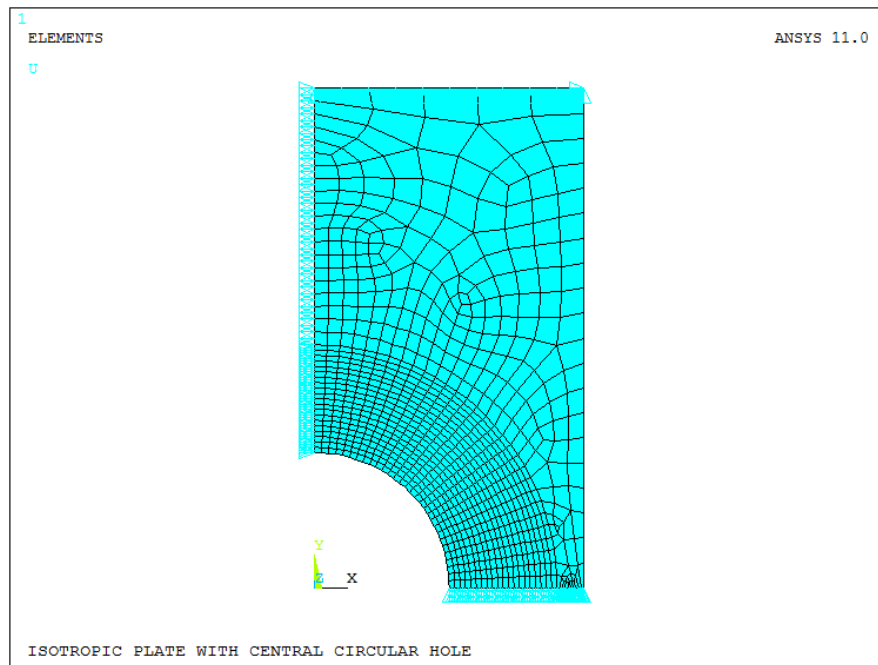 1
ELEMENTS
ANSYS 11.0
U
Y
Z X
ISOTROPIC PLATE WITH CENTRAL CIRCULAR HOLE